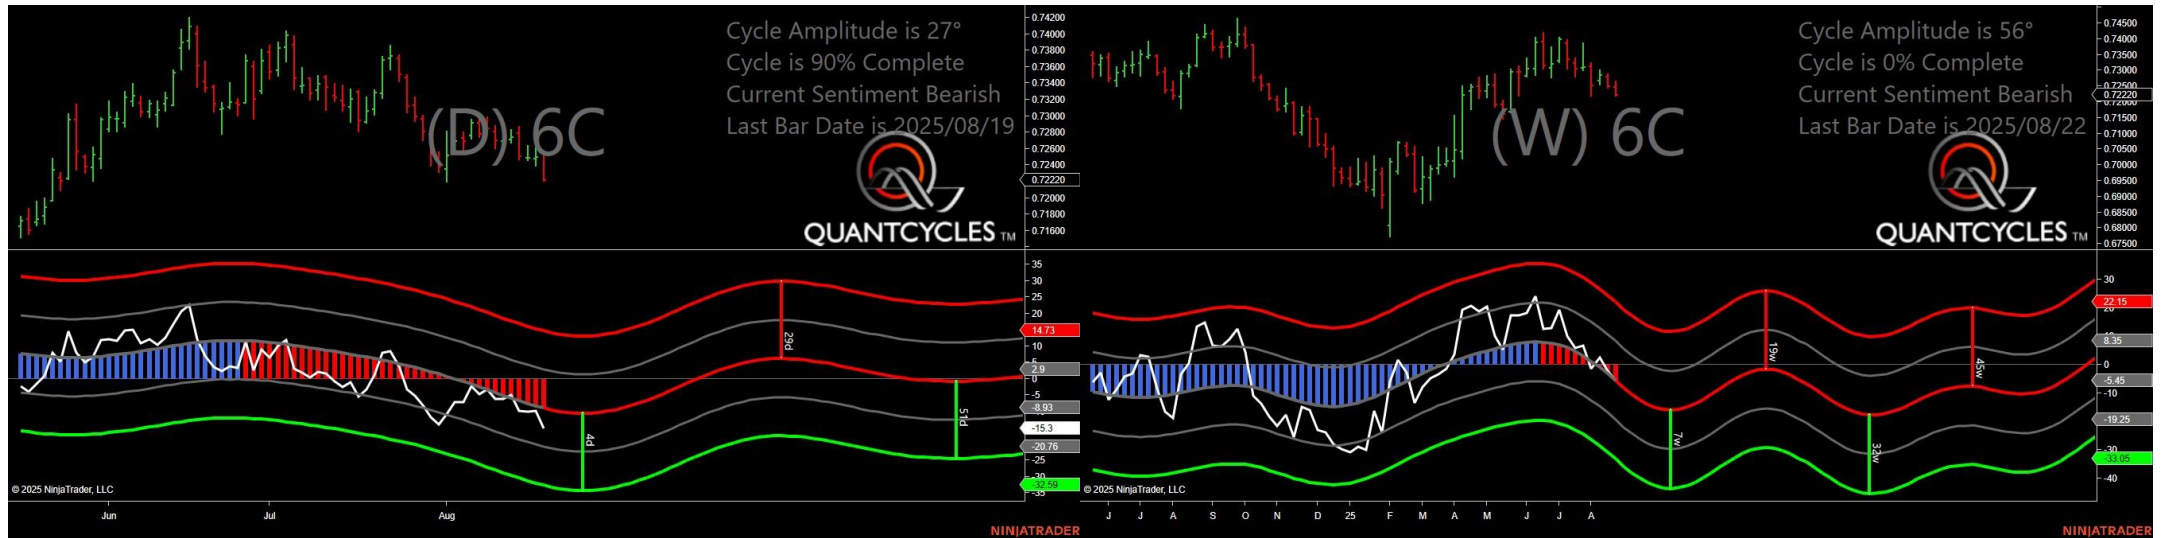 Cycle Amplitude is 27°
Cycle is 90% Complete
Current Sentiment Bearish
Last Bar Date is 2025/08/19
(D) 6C
QUANTCYCLES TM
0.74200
0.74000
0.73800
0.73600
0.73400
0.73200
0.73000
0.72800
0.72600
0.72400
0.72220
0.72000
0.71800
0.71600
35
30
25
20
14.73
10
5
2.9
0
-5
-8.93
-15.3
-20.76
-25
-32.59
-35
4d
29d
51d
© 2025 NinjaTrader, LLC
Jun Jul Aug
NINJATRADER
Cycle Amplitude is 56°
Cycle is 0% Complete
Current Sentiment Bearish
Last Bar Date is 2025/08/22
(W) 6C
QUANTCYCLES TM
0.74500
0.74000
0.73500
0.73000
0.72220
0.71500
0.71000
0.70500
0.70000
0.69500
0.69000
0.68500
0.68000
0.67500
30
22.15
20
8.35
0
-5.45
-10
-19.25
-30
-33.05
-40
7w
19w
32w
45w
© 2025 NinjaTrader, LLC
J J A S O N D 25 F M A M J J A
NINJATRADER